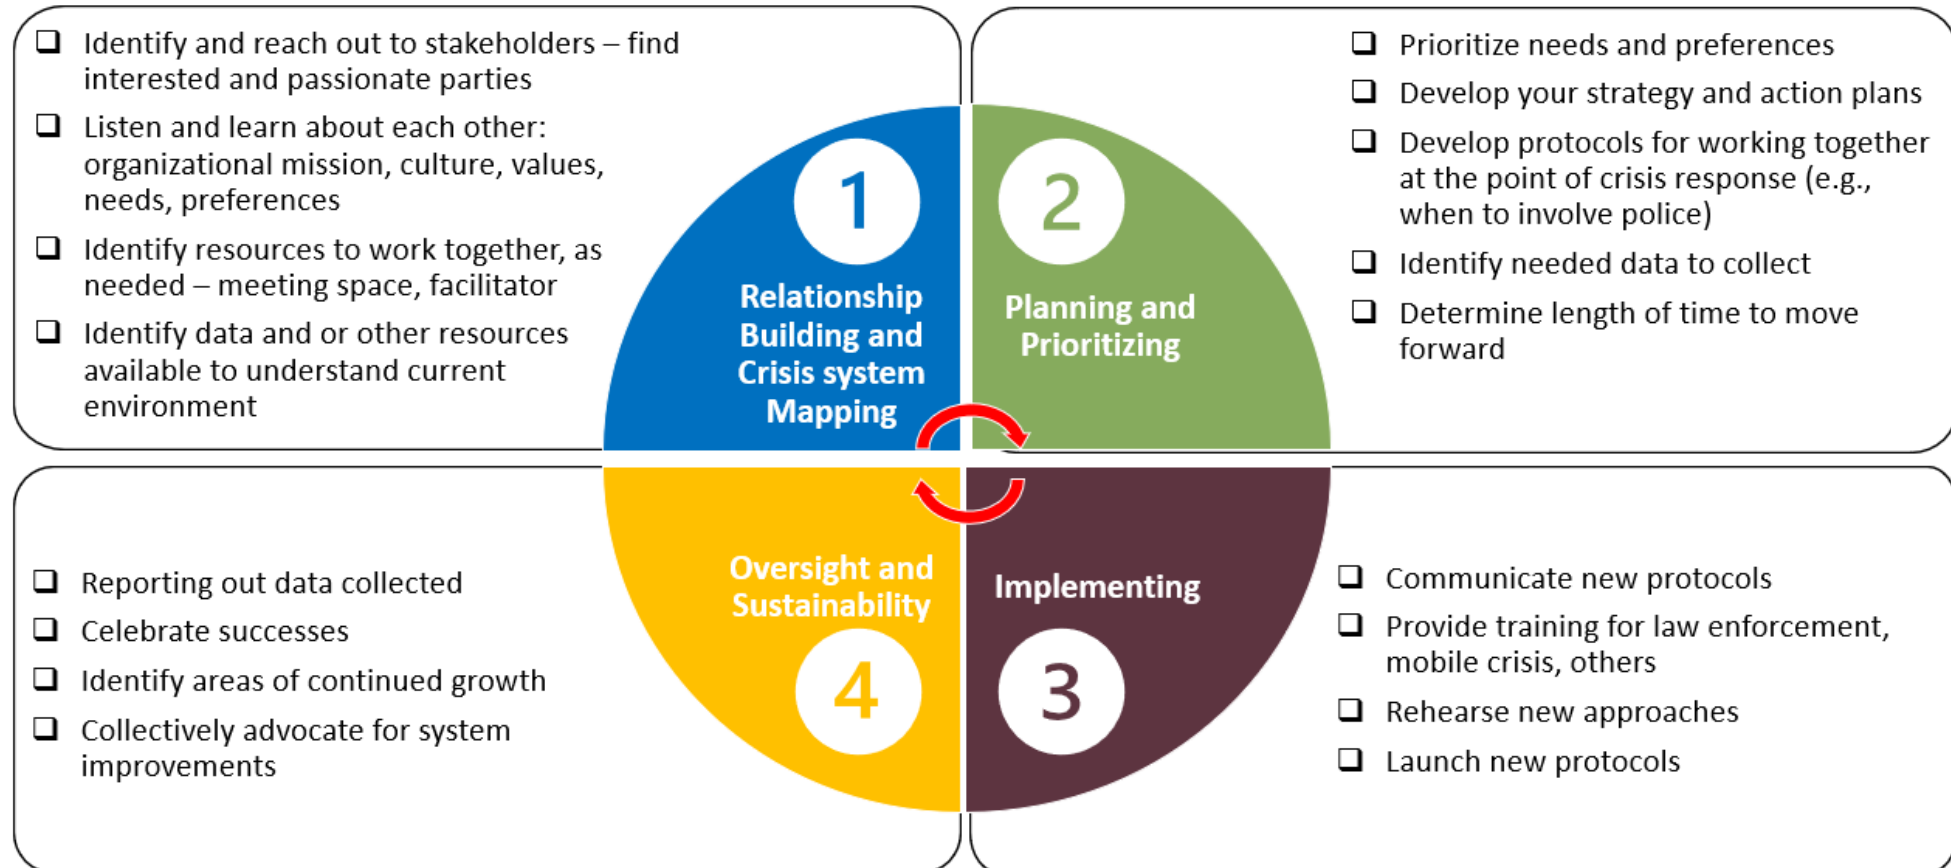 Identify and reach out to stakeholders – find
interested and passionate parties
Listen and learn about each other:
organizational mission, culture, values,
needs, preferences
Identify resources to work together, as
needed – meeting space, facilitator
Identify data and or other resources
available to understand current
environment
1
Relationship
Building and
Crisis system
Mapping
2
Planning and
Prioritizing
Prioritize needs and preferences
Develop your strategy and action plans
Develop protocols for working together
at the point of crisis response (e.g.,
when to involve police)
Identify needed data to collect
Determine length of time to move
forward
Reporting out data collected
Celebrate successes
Identify areas of continued growth
Collectively advocate for system
improvements
Oversight and
Sustainability
4
Implementing
3
Communicate new protocols
Provide training for law enforcement,
mobile crisis, others
Rehearse new approaches
Launch new protocols